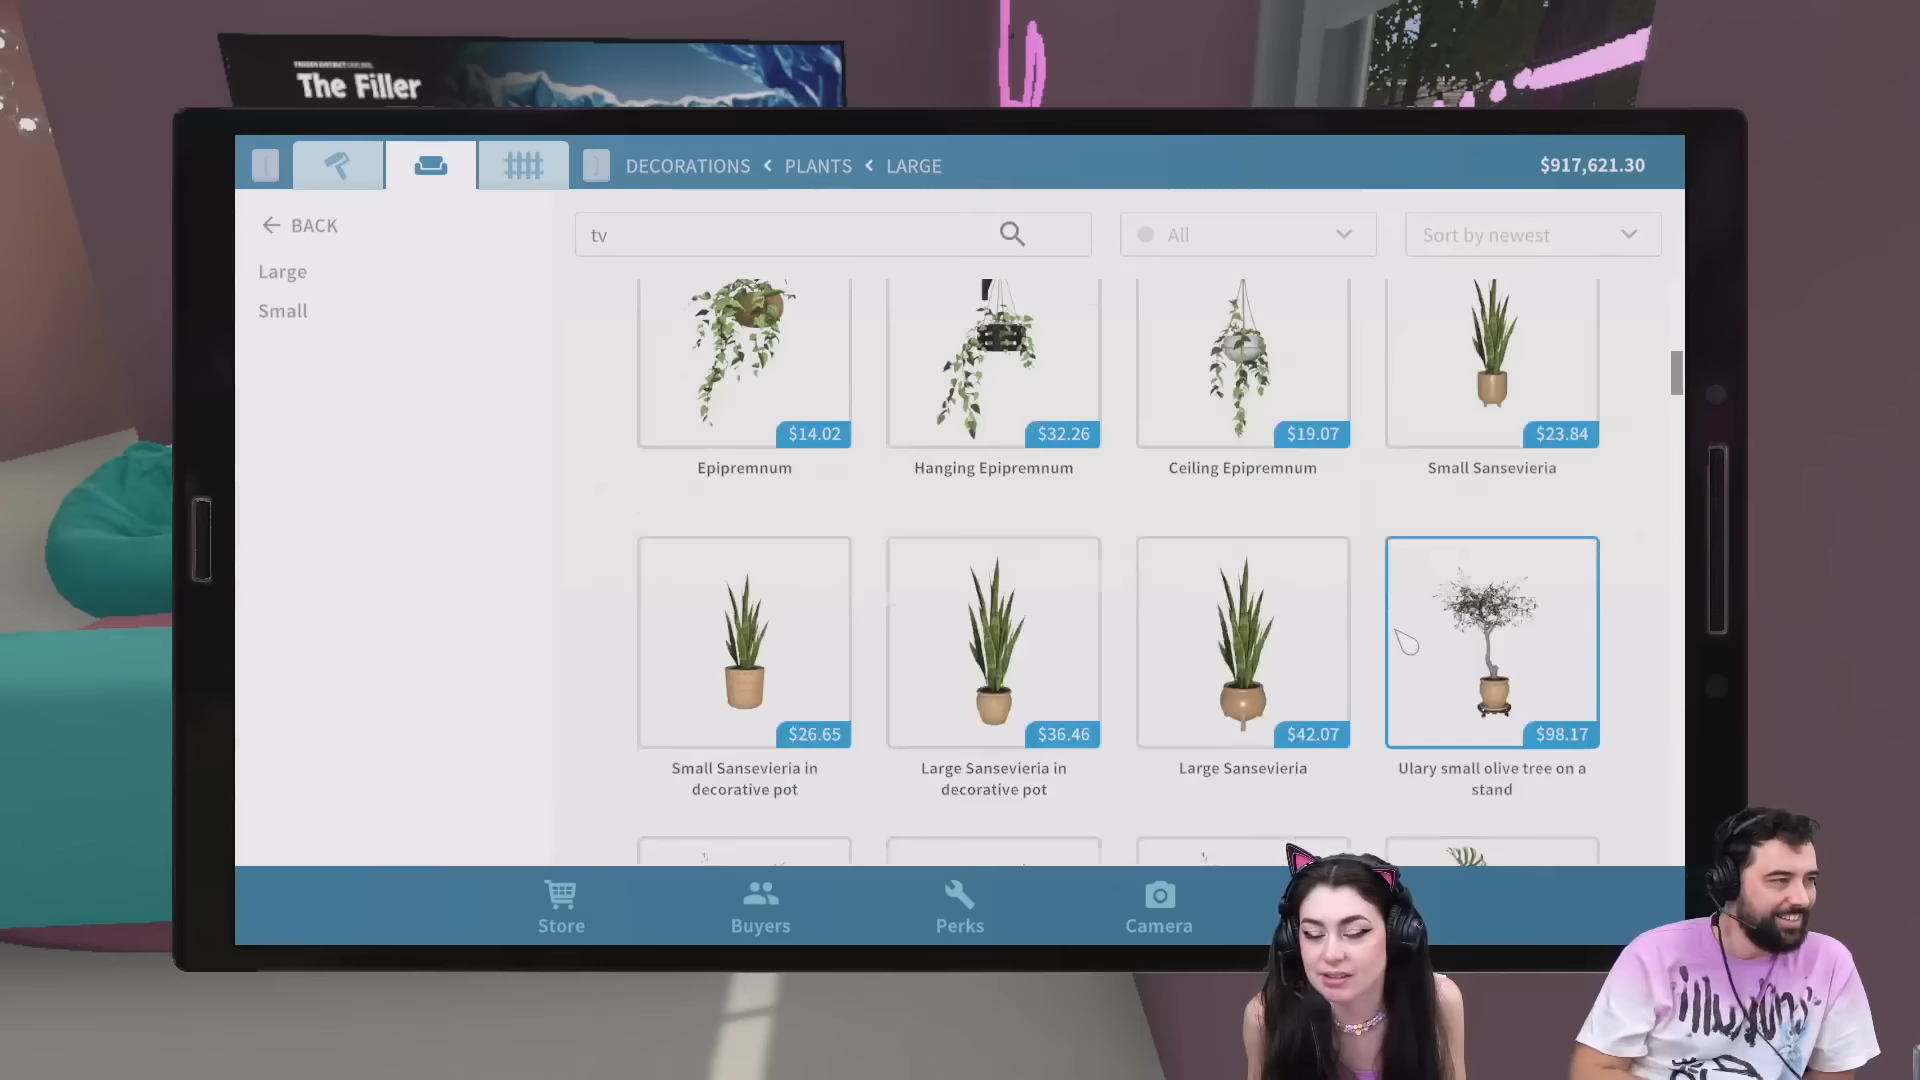 The Filler
DECORATIONS < PLANTS < LARGE
$917,621.30
BACK
Large
Small
tv
All
Sort by newest
$14.02
$32.26
$19.07
$23.84
Epipremnum
Hanging Epipremnum
Ceiling Epipremnum
Small Sansevieria
$26.65
$36.46
$42.07
$98.17
Small Sansevieria in
decorative pot
Large Sansevieria in
decorative pot
Large Sansevieria
Ulary small olive tree on a
stand
Store
Buyers
Perks
Camera